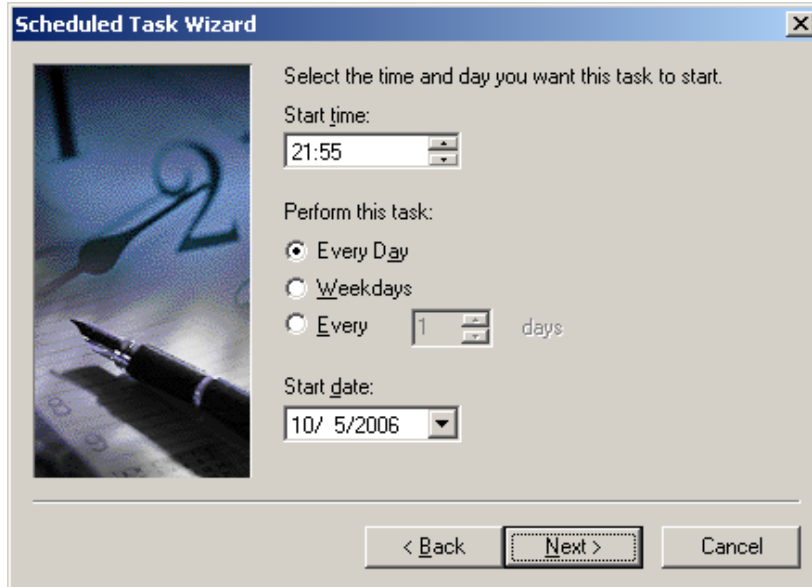 Scheduled Task Wizard
Select the time and day you want this task to start.
Start time:
21:55
Perform this task:
Every Day
Weekdays
Every 1 days
Start date:
10/ 5/2006
< Back Next > Cancel
2